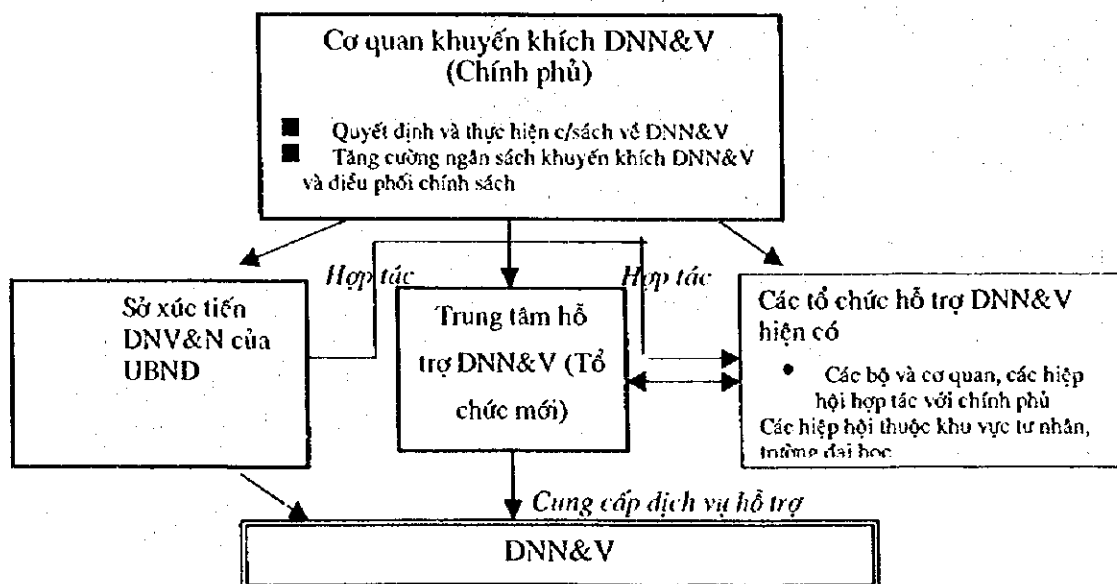 Cơ quan khuyến khích DNN&V
(Chính phủ)
■ Quyết định và thực hiện c/sách về DNN&V
■ Tăng cường ngân sách khuyến khích DNN&V
và điều phối chính sách
Hợp tác
Hợp tác
Sở xúc tiến
DNV&N của
UBND
Trung tâm hỗ
trợ DNN&V (Tổ
chức mới)
Các tổ chức hỗ trợ DNN&V
hiện có
• Các bộ và cơ quan, các hiệp
hội hợp tác với chính phủ
Các hiệp hội thuộc khu vực tư nhân,
trường đại học
Cung cấp dịch vụ hỗ trợ
DNN&V